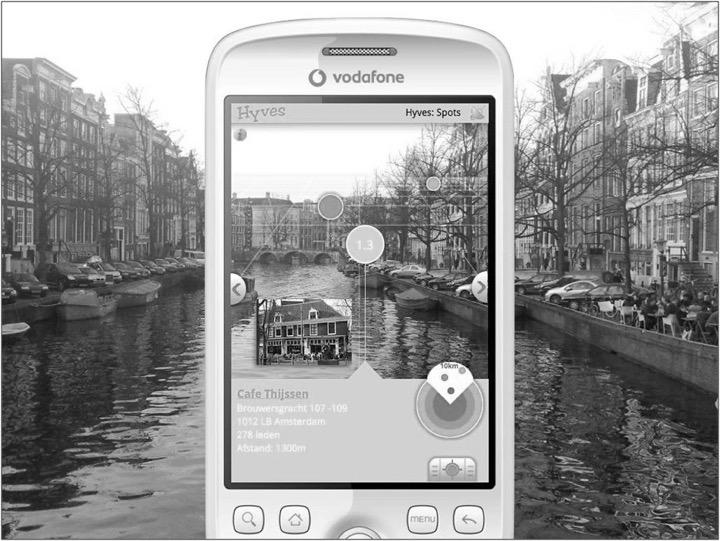 vodafone
Hyves
Hyves: Spots
i
1.3
10km
Cafe Thijssen
Brouwersgracht 107 -109
1012 LB Amsterdam
278 leden
Afstand: 1300m
MENU